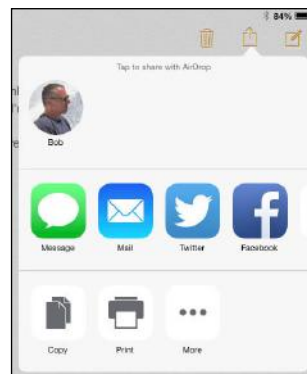 84%
Tap to share with AirDrop
Bob
Message Mail Twitter Facebook
Copy Print More